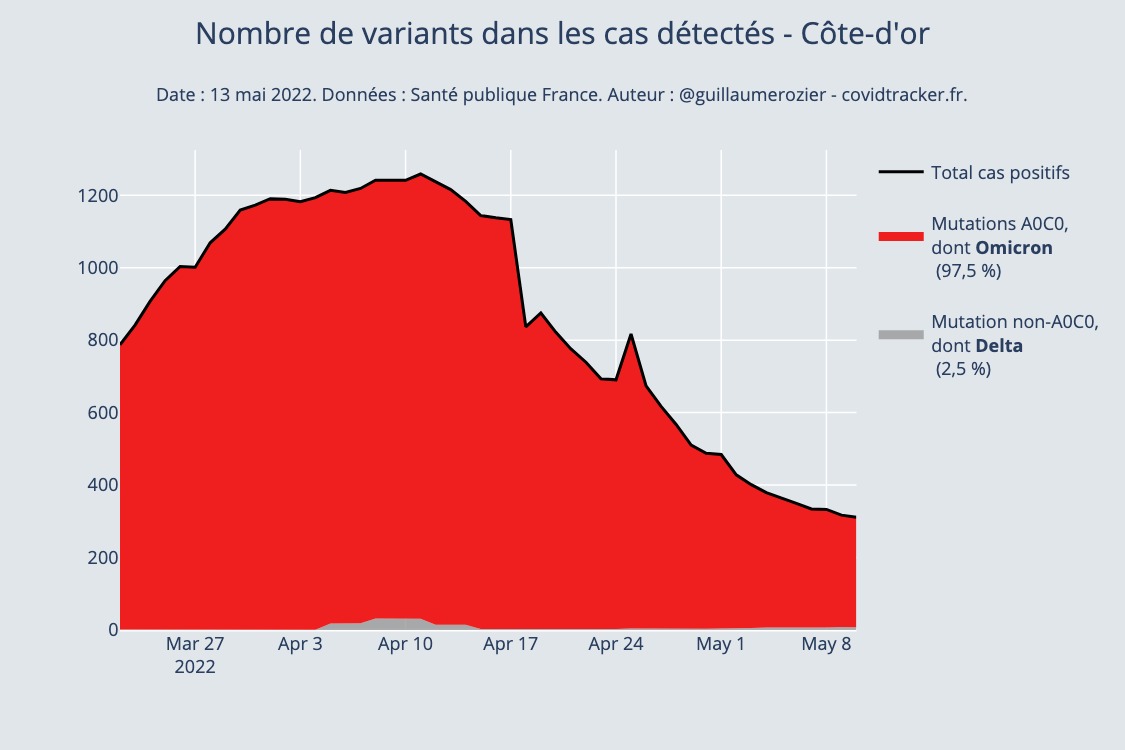 Nombre de variants dans les cas détectés - Côte-d'or
Date : 13 mai 2022. Données : Santé publique France. Auteur : @guillaumerozier - covidtracker.fr.
1200
1000
800
600
400
200
0
Mar 27
2022
Apr 3
Apr 10
Apr 17
Apr 24
May 1
May 8
Total cas positifs
Mutations A0C0,
dont Omicron
(97,5 %)
Mutation non-A0C0,
dont Delta
(2,5 %)